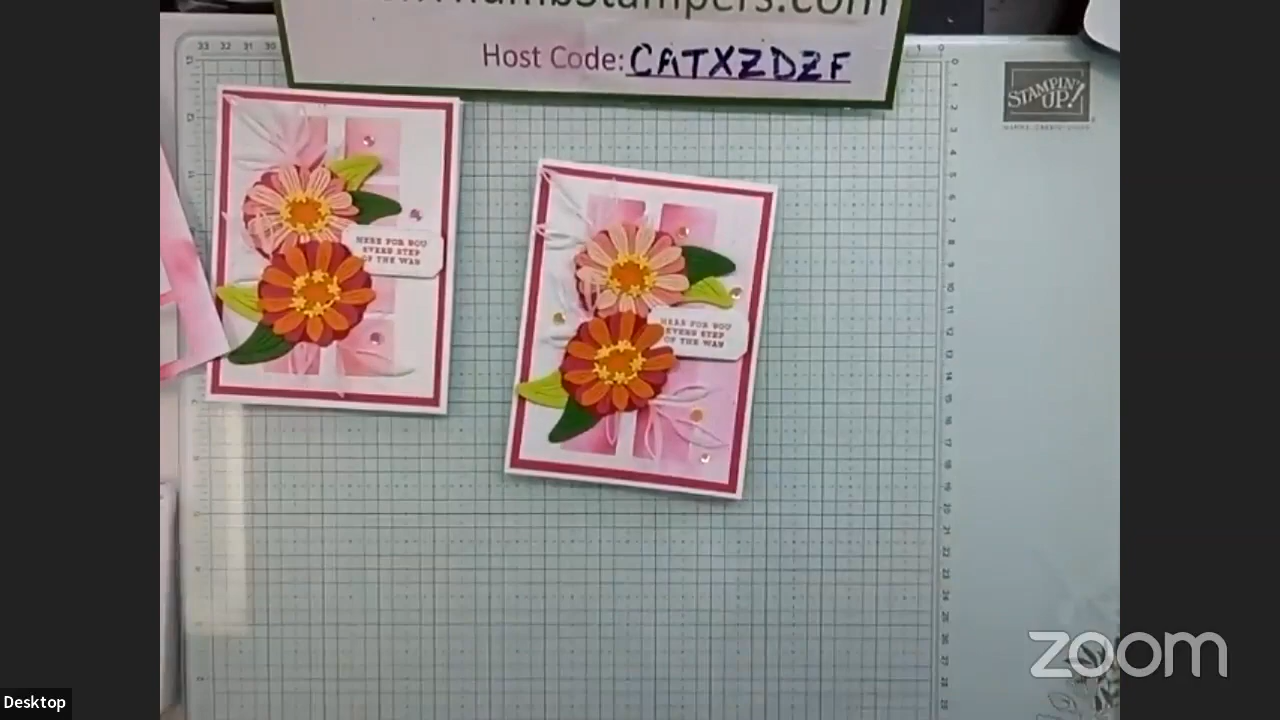 Host Code: CATXZDZF
STAMPIN' UP!
HERE FOR YOU
EVERY STEP
OF THE WAY
HERE FOR YOU
EVERY STEP
OF THE WAY
zoom
Desktop